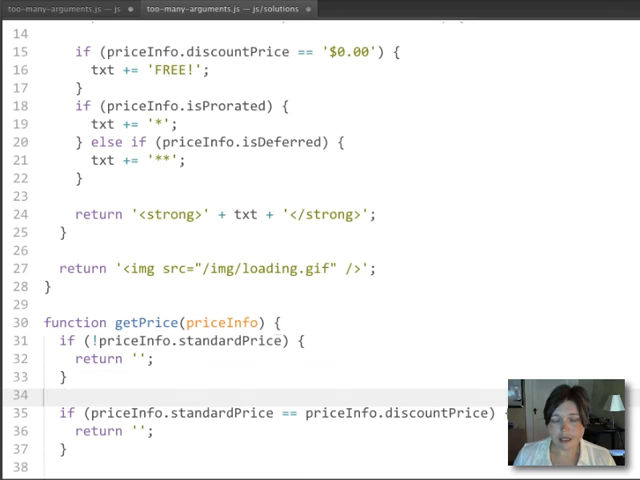 too-many-arguments.js — js
too-many-arguments.js — js/solutions
14
15 if (priceInfo.discountPrice == '$0.00') {
16 txt += 'FREE!';
17 }
18 if (priceInfo.isProrated) {
19 txt += '*';
20 } else if (priceInfo.isDeferred) {
21 txt += '**';
22 }
23
24 return '<strong>' + txt + '</strong>';
25 }
26
27 return '<img src="/img/loading.gif" />';
28 }
29
30 function getPrice(priceInfo) {
31 if (!priceInfo.standardPrice) {
32 return '';
33 }
34
35 if (priceInfo.standardPrice == priceInfo.discountPrice)
36 return '';
37 }
38